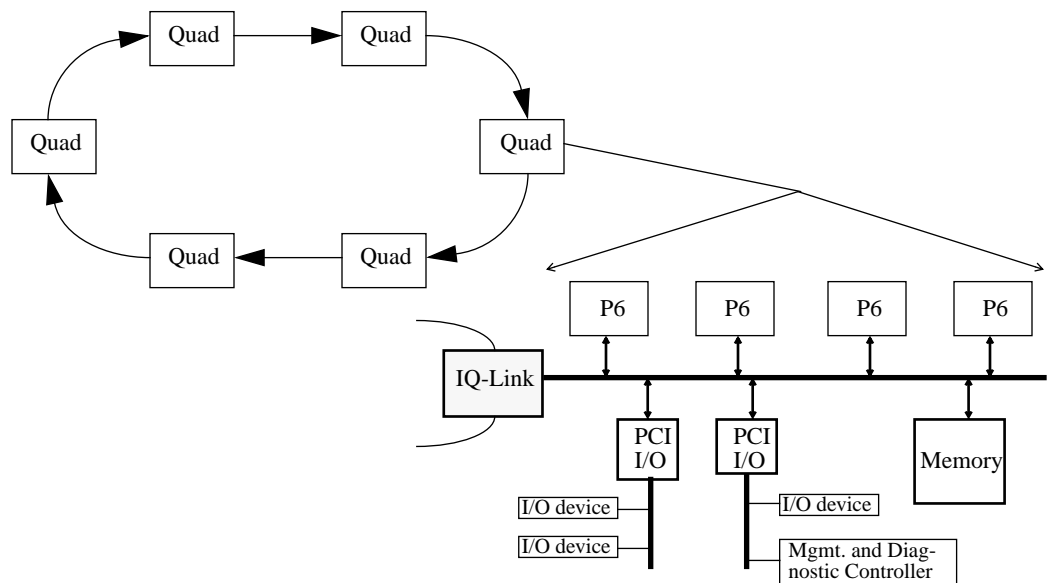 Quad
Quad
Quad
Quad
Quad
Quad
P6
P6
P6
P6
IQ-Link
PCI
I/O
PCI
I/O
Memory
I/O device
I/O device
I/O device
Mgmt. and Diag-
nostic Controller